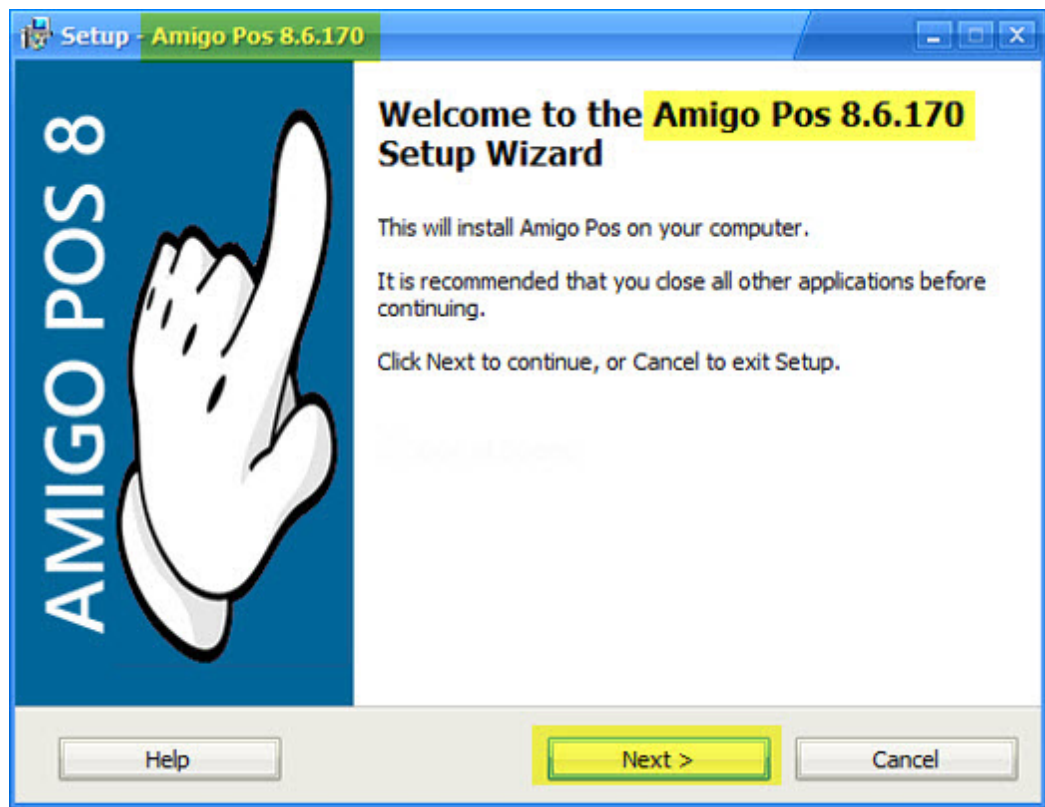 Setup - Amigo Pos 8.6.170
AMIGO POS 8
Welcome to the Amigo Pos 8.6.170
Setup Wizard
This will install Amigo Pos on your computer.
It is recommended that you close all other applications before
continuing.
Click Next to continue, or Cancel to exit Setup.
Help
Next >
Cancel